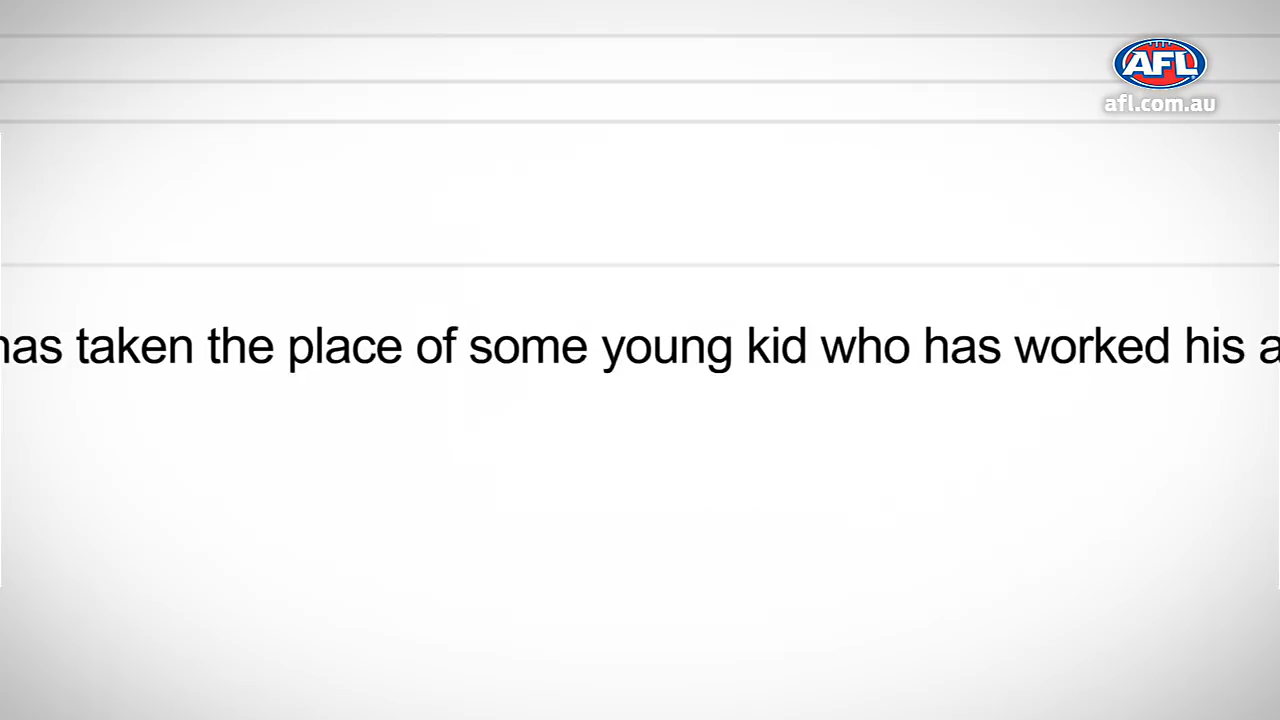 AFL
afl.com.au
has taken the place of some young kid who has worked his a